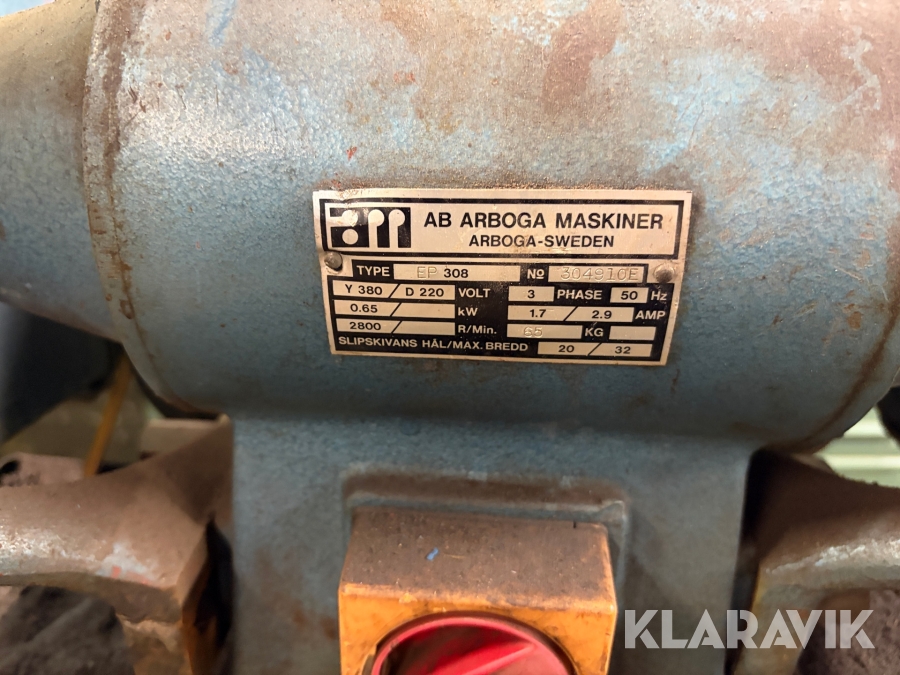 AB ARBOGA MASKINER
ARBOGA-SWEDEN
TYPE EP 308 Nº 304910E
Y 380 / D 220 VOLT 3 PHASE 50 Hz
0.65 / kW 1.7 / 2.9 AMP
2800 / R/Min. 65 KG
SLIPSKIVANS HÅL/MAX. BREDD 20 / 32
KLARAVIK